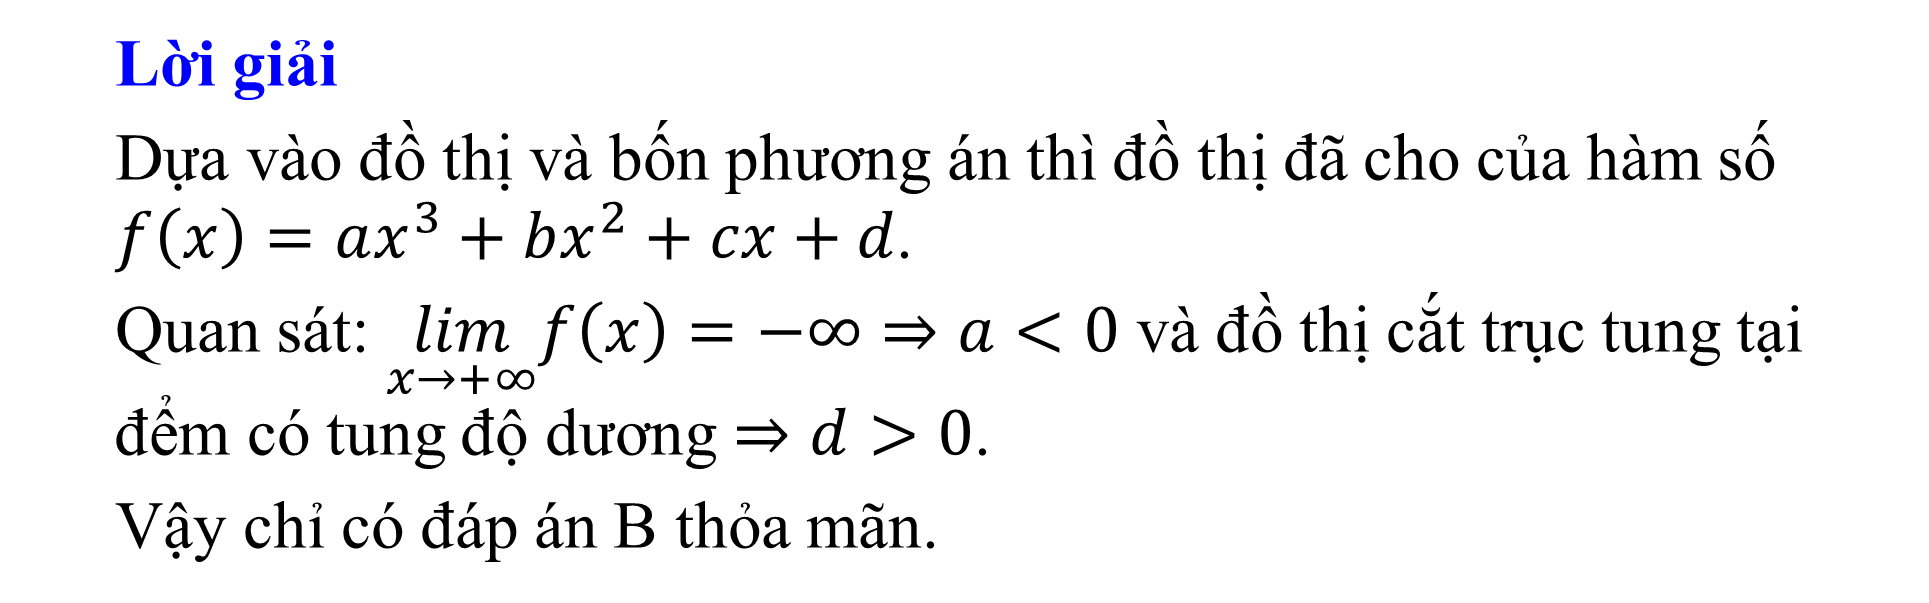 Lời giải
Dựa vào đồ thị và bốn phương án thì đồ thị đã cho của hàm số
f(x) = ax³ + bx² + cx + d.
Quan sát: lim f(x) = −∞ ⇒ a < 0 và đồ thị cắt trục tung tại
x→+∞
đểm có tung độ dương ⇒ d > 0.
Vậy chỉ có đáp án B thỏa mãn.